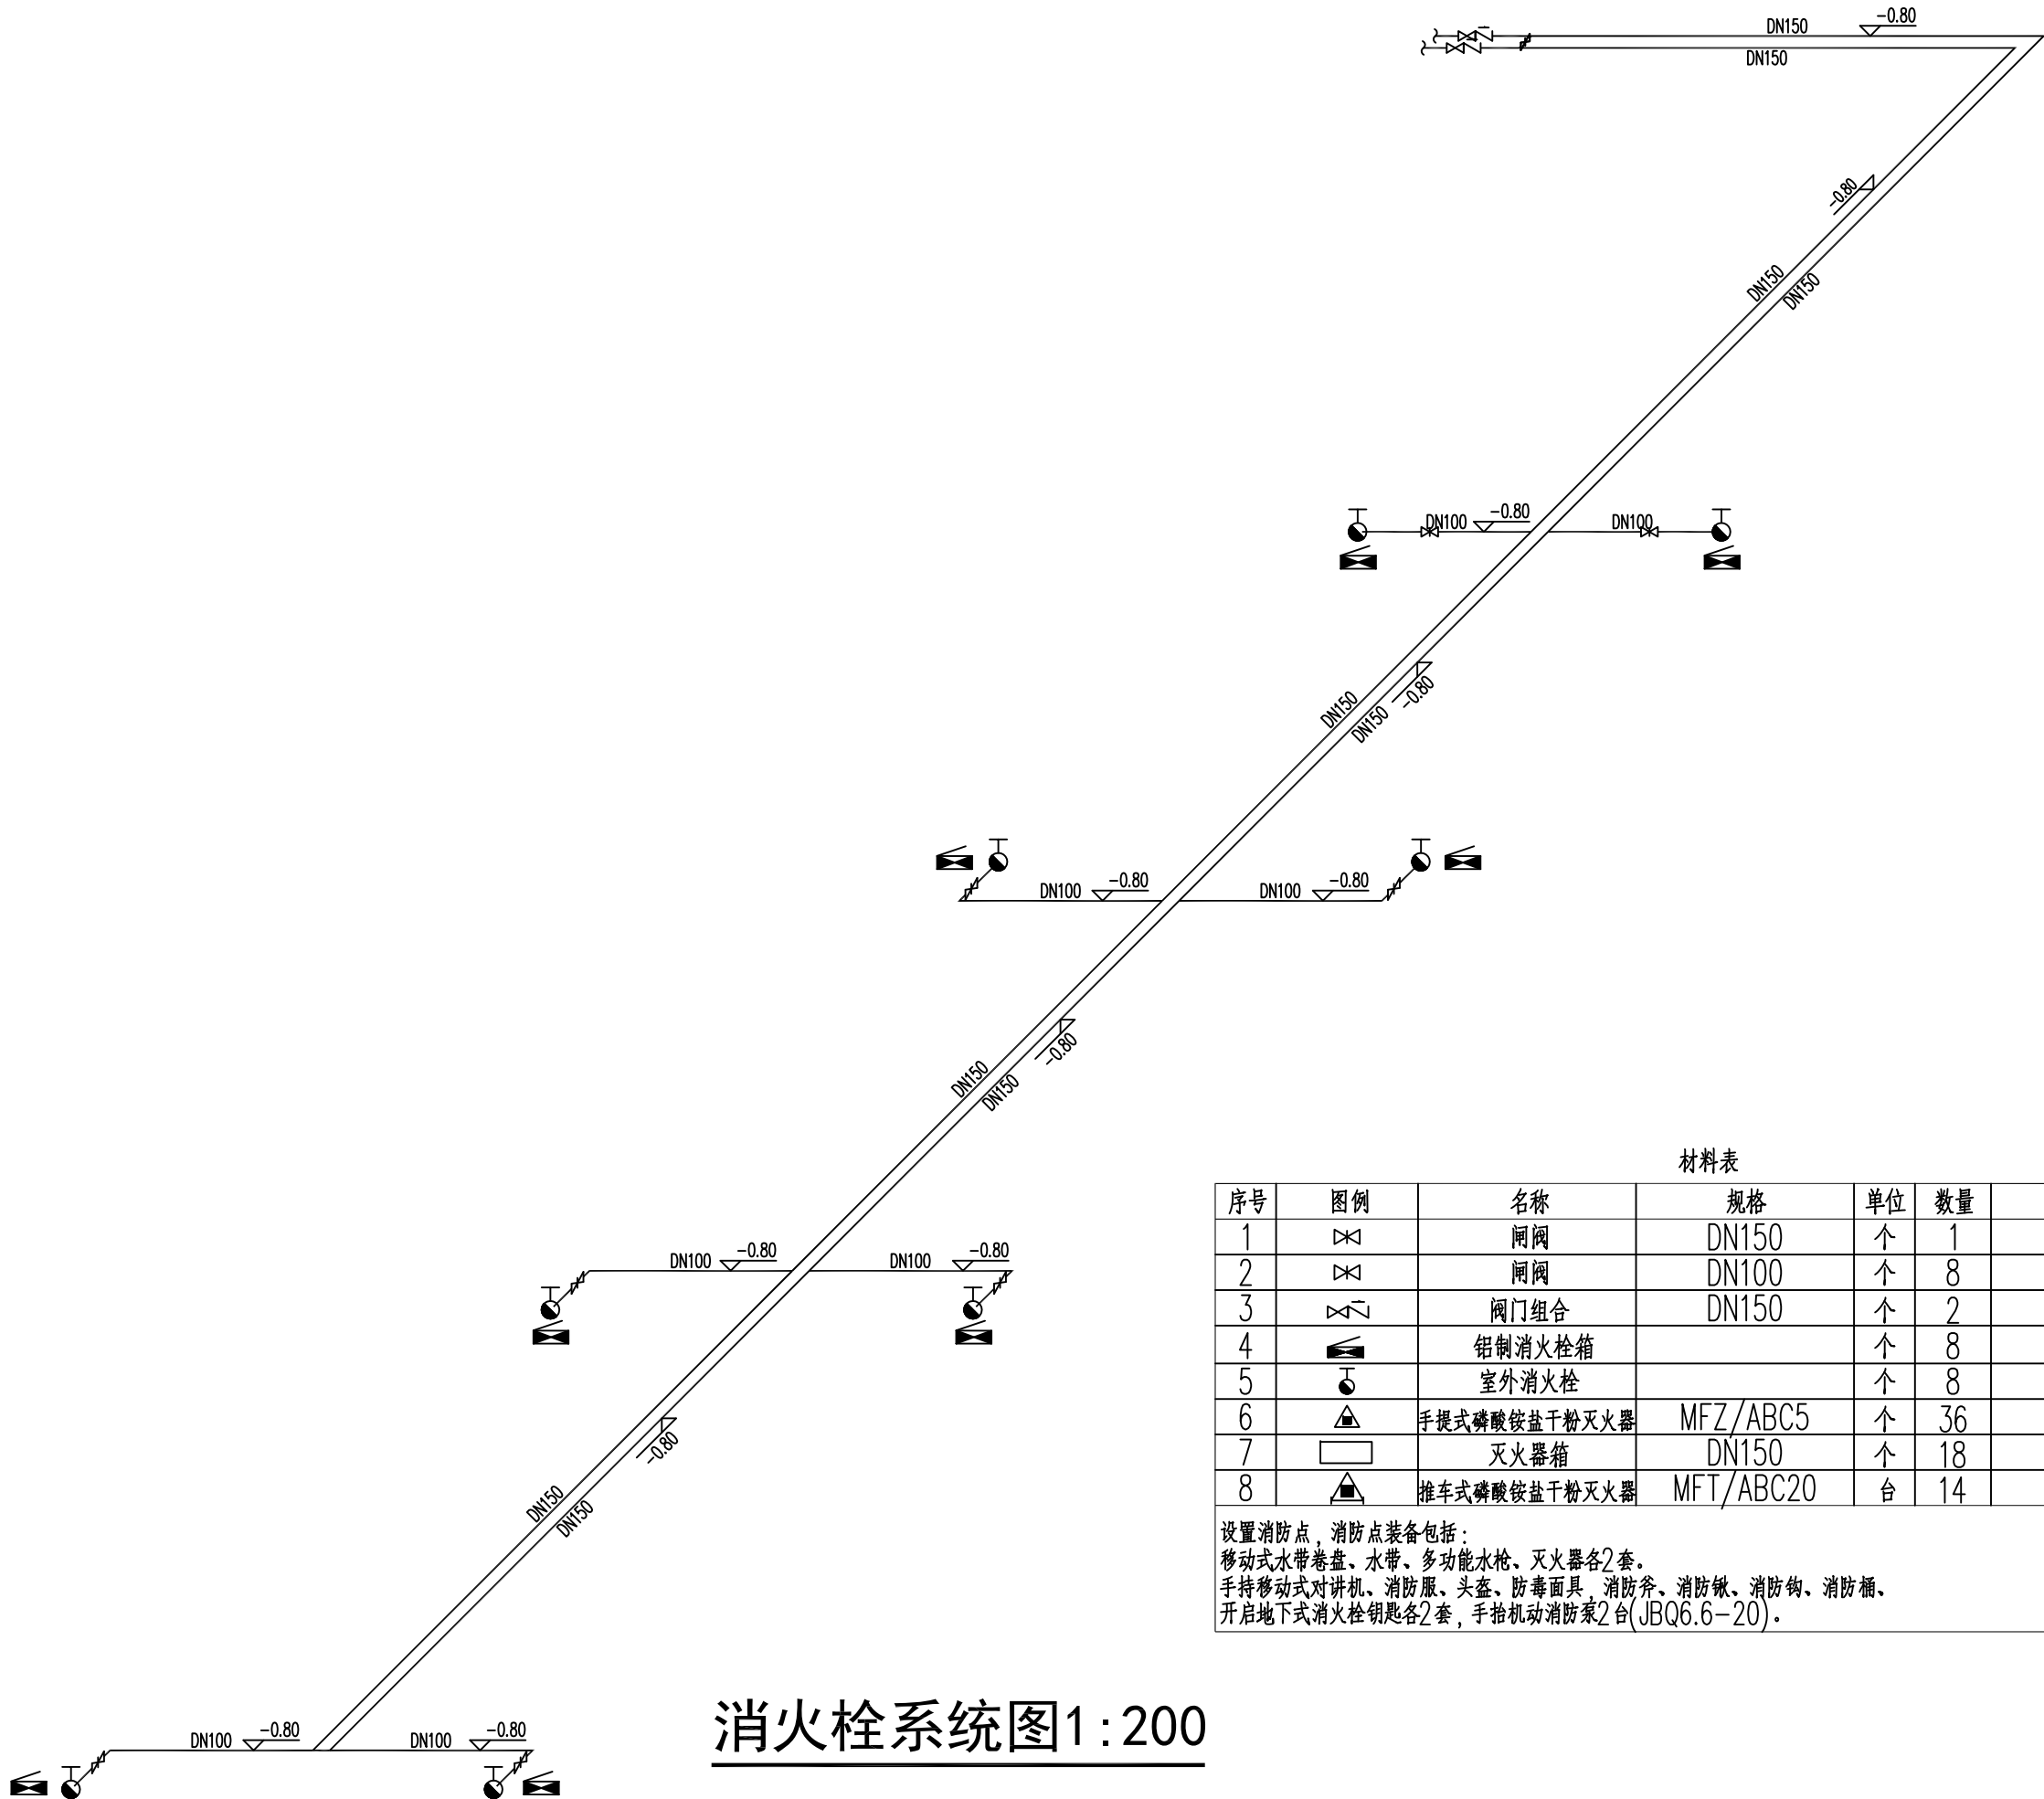 -0.80
DN150
DN150
-0.80
DN150
DN150
DN100 -0.80 DN100
DN150
DN150
-0.80
DN100 -0.80 DN100 -0.80
DN150
DN150
-0.80
DN100 -0.80 DN100 -0.80
DN150
DN150
-0.80
DN100 -0.80 DN100 -0.80
材料表
序号 图例 名称 规格 单位 数量
1 闸阀 DN150 个 1
2 闸阀 DN100 个 8
3 阀门组合 DN150 个 2
4 铝制消火栓箱 个 8
5 室外消火栓 个 8
6 手提式磷酸铵盐干粉灭火器 MFZ/ABC5 个 36
7 灭火器箱 DN150 个 18
8 推车式磷酸铵盐干粉灭火器 MFT/ABC20 台 14
设置消防点，消防点装备包括：
移动式水带卷盘、水带、多功能水枪、灭火器各2套。
手持移动式对讲机、消防服、头盔、防毒面具，消防斧、消防锹、消防钩、消防桶、
开启地下式消火栓钥匙各2套，手抬机动消防泵2台(JBQ6.6-20)。
消火栓系统图1:200